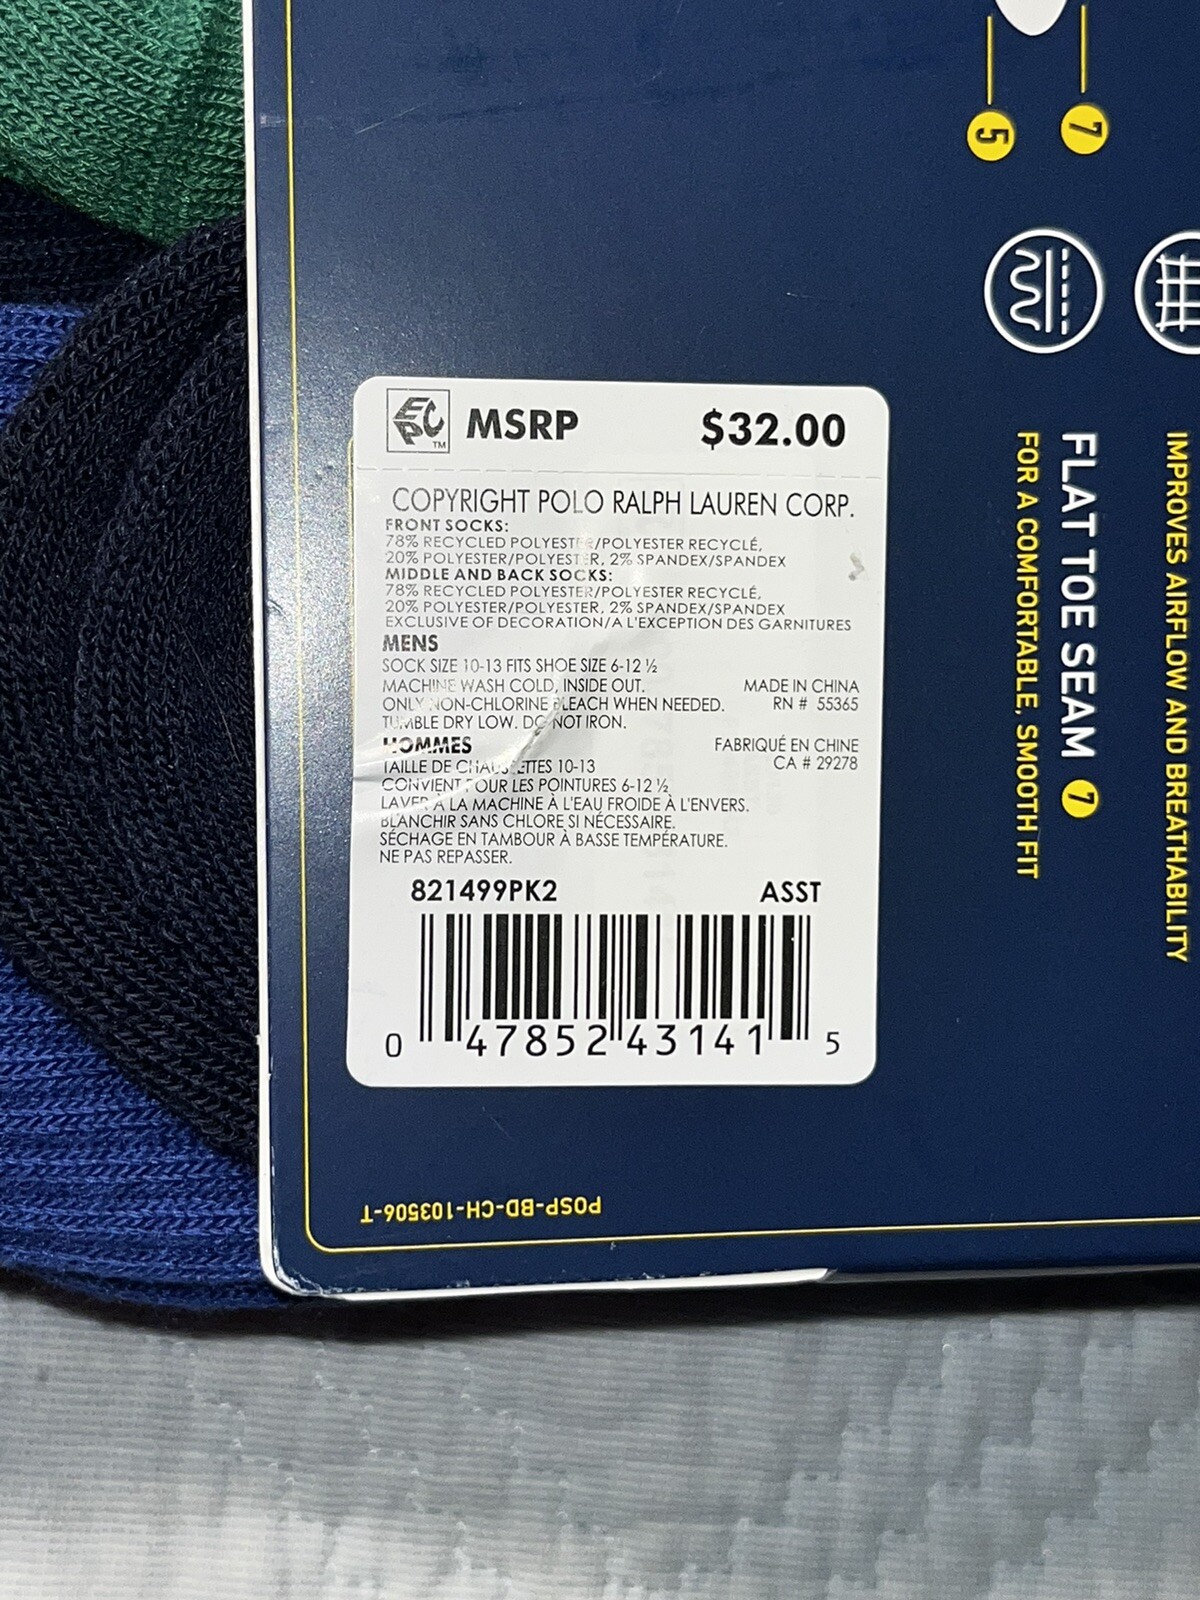 5
7
EPC
TM
MSRP $32.00
COPYRIGHT POLO RALPH LAUREN CORP.
FRONT SOCKS:
78% RECYCLED POLYESTER/POLYESTER RECYCLÉ,
20% POLYESTER/POLYESTER, 2% SPANDEX/SPANDEX
MIDDLE AND BACK SOCKS:
78% RECYCLED POLYESTER/POLYESTER RECYCLÉ,
20% POLYESTER/POLYESTER, 2% SPANDEX/SPANDEX
EXCLUSIVE OF DECORATION/A L'EXCEPTION DES GARNITURES
MENS
SOCK SIZE 10-13 FITS SHOE SIZE 6-12 ½
MACHINE WASH COLD, INSIDE OUT. MADE IN CHINA
ONLY NON-CHLORINE BLEACH WHEN NEEDED. RN # 55365
TUMBLE DRY LOW. DO NOT IRON.
HOMMES FABRIQUÉ EN CHINE
TAILLE DE CHAUSSETTES 10-13 CA # 29278
CONVIENT POUR LES POINTURES 6-12 ½
LAVER À LA MACHINE À L'EAU FROIDE À L'ENVERS.
BLANCHIR SANS CHLORE SI NÉCESSAIRE.
SÉCHAGE EN TAMBOUR À BASSE TEMPÉRATURE.
NE PAS REPASSER.
821499PK2 ASST
0 47852 43141 5
IMPROVES AIRFLOW AND BREATHABILITY
FLAT TOE SEAM 7
FOR A COMFORTABLE, SMOOTH FIT
POSP-BD-CH-103506-T